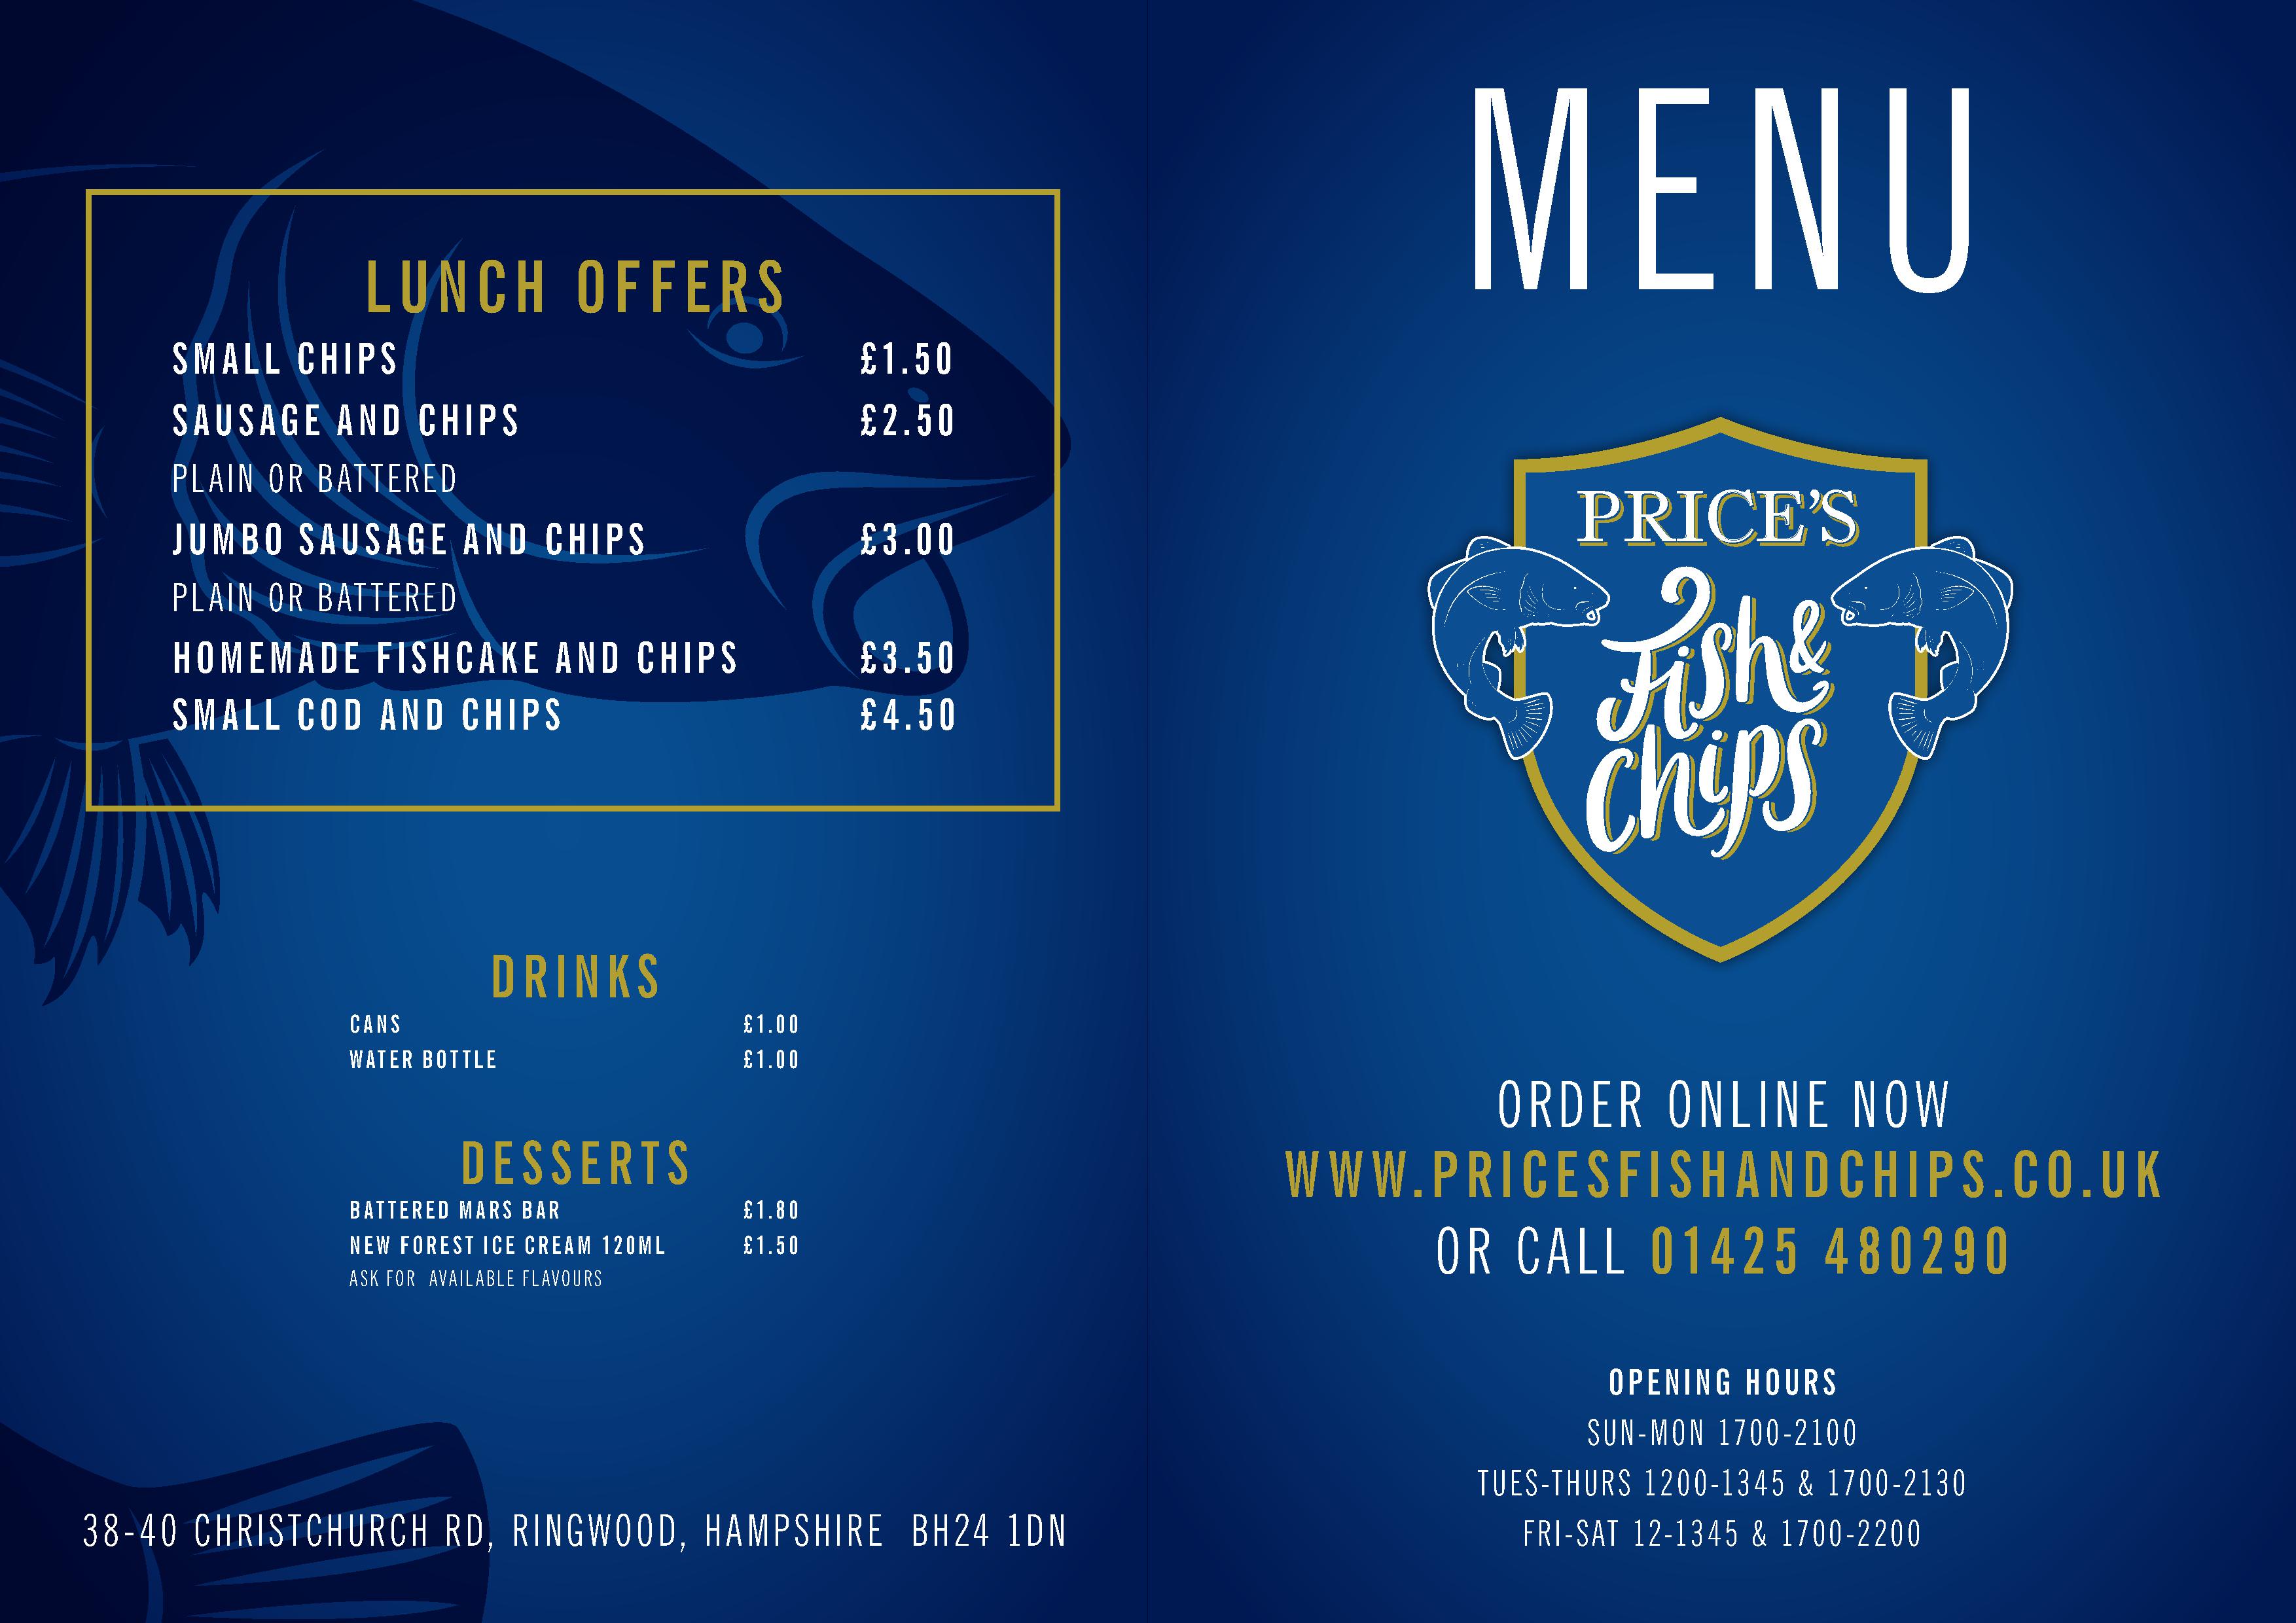 LUNCH OFFERS
SMALL CHIPS £1.50
SAUSAGE AND CHIPS £2.50
PLAIN OR BATTERED
JUMBO SAUSAGE AND CHIPS £3.00
PLAIN OR BATTERED
HOMEMADE FISHCAKE AND CHIPS £3.50
SMALL COD AND CHIPS £4.50
DRINKS
CANS £1.00
WATER BOTTLE £1.00
DESSERTS
BATTERED MARS BAR £1.80
NEW FOREST ICE CREAM 120ML £1.50
ASK FOR AVAILABLE FLAVOURS
38-40 CHRISTCHURCH RD, RINGWOOD, HAMPSHIRE BH24 1DN
MENU
PRICE'S
Fish &
Chips
ORDER ONLINE NOW
WWW.PRICESFISHANDCHIPS.CO.UK
OR CALL 01425 480290
OPENING HOURS
SUN-MON 1700-2100
TUES-THURS 1200-1345 & 1700-2130
FRI-SAT 12-1345 & 1700-2200